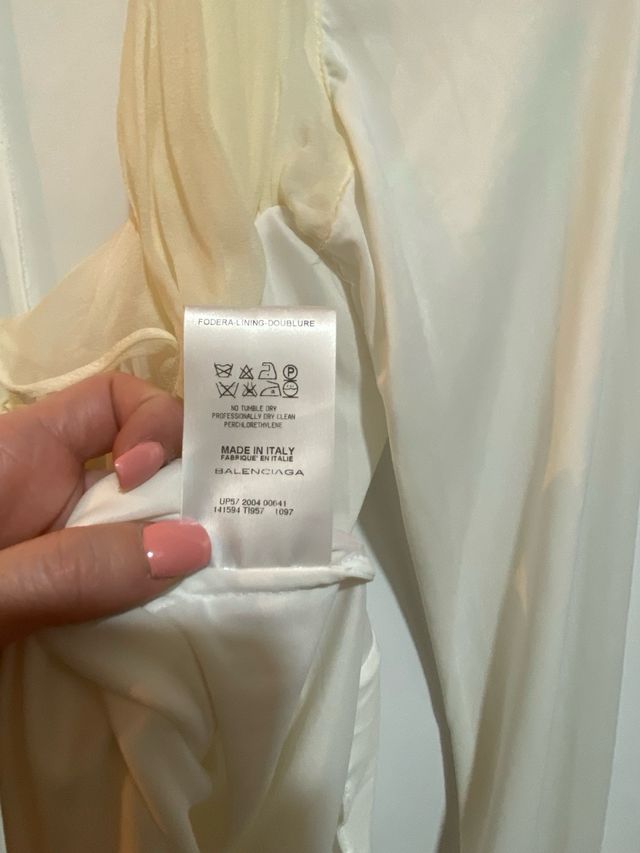 FODERA-LINING-DOUBLURE
P
NO TUMBLE DRY
PROFESSIONALLY DRY CLEAN
PERCHLORETHYLENE
MADE IN ITALY
FABRIQUE' EN ITALIE
BALENCIAGA
UP57 2004 00641
141594 TI957 1097